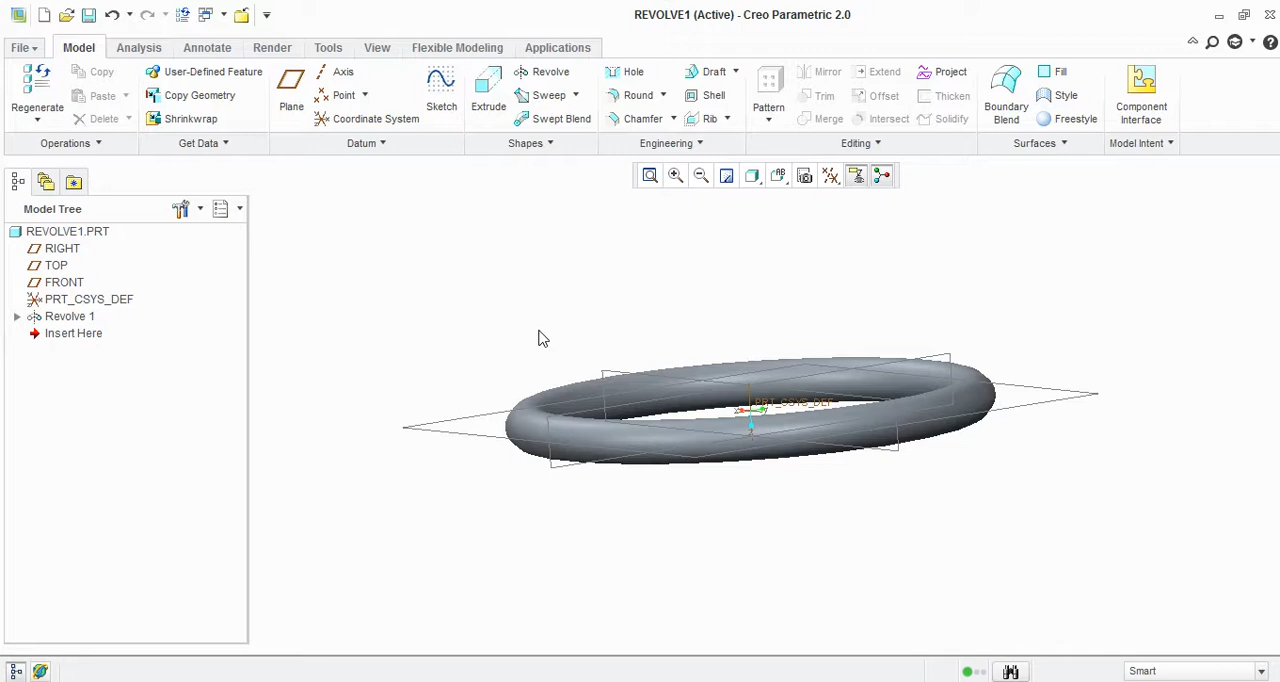 REVOLVE1 (Active) - Creo Parametric 2.0
File Model Analysis Annotate Render Tools View Flexible Modeling Applications
Regenerate
Copy
Paste
Delete
Operations
User-Defined Feature
Copy Geometry
Shrinkwrap
Get Data
Plane
Axis
Point
Coordinate System
Sketch
Datum
Extrude
Revolve
Sweep
Swept Blend
Shapes
Hole
Round
Chamfer
Draft
Shell
Rib
Engineering
Pattern
Mirror
Trim
Merge
Extend
Offset
Intersect
Project
Thicken
Solidify
Editing
Boundary
Blend
Fill
Style
Freestyle
Surfaces
Component
Interface
Model Intent
Model Tree
REVOLVE1.PRT
RIGHT
TOP
FRONT
PRT_CSYS_DEF
Revolve 1
Insert Here
PRT_CSYS_DEF
Smart